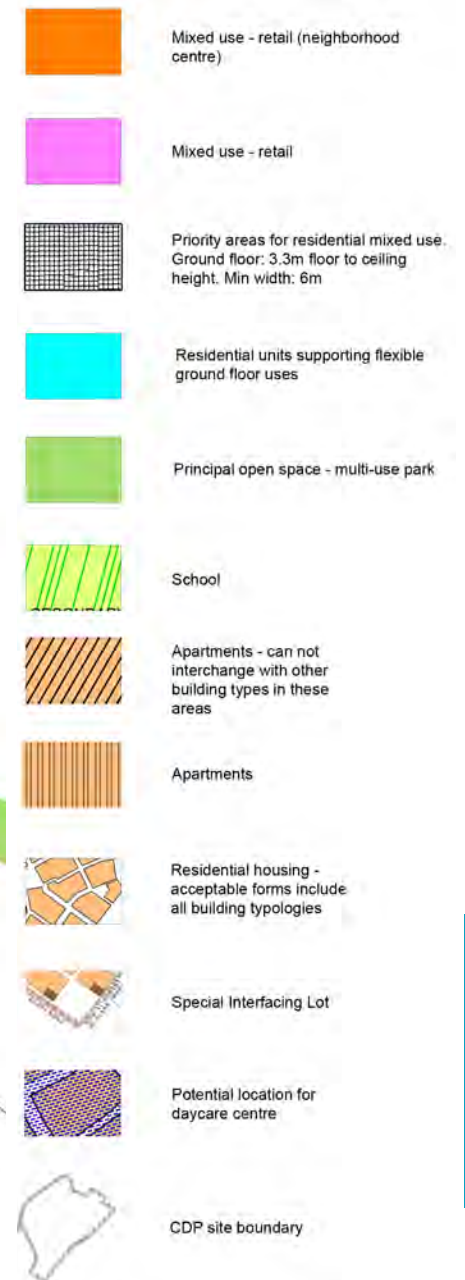 Mixed use - retail (neighborhood
centre)
Mixed use - retail
Priority areas for residential mixed use.
Ground floor: 3.3m floor to ceiling
height. Min width: 6m
Residential units supporting flexible
ground floor uses
Principal open space - multi-use park
School
Apartments - can not
interchange with other
building types in these
areas
Apartments
Residential housing -
acceptable forms include
all building typologies
Special Interfacing Lot
Potential location for
daycare centre
CDP site boundary